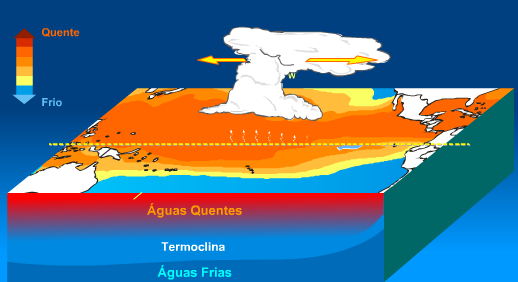 Quente
Frio
w
Águas Quentes
Termoclina
Águas Frias